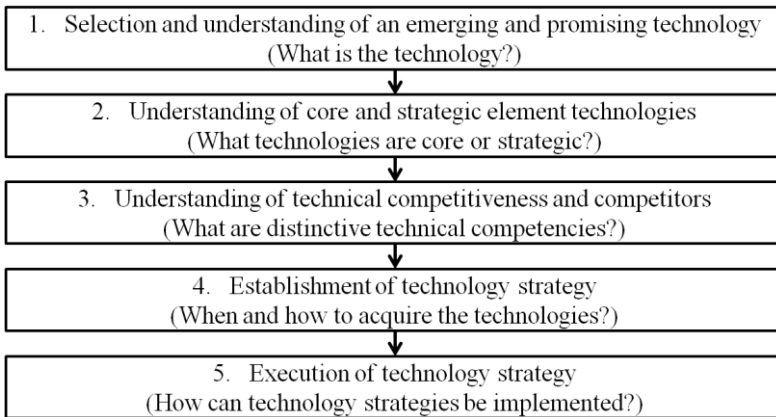 1. Selection and understanding of an emerging and promising technology
(What is the technology?)
2. Understanding of core and strategic element technologies
(What technologies are core or strategic?)
3. Understanding of technical competitiveness and competitors
(What are distinctive technical competencies?)
4. Establishment of technology strategy
(When and how to acquire the technologies?)
5. Execution of technology strategy
(How can technology strategies be implemented?)